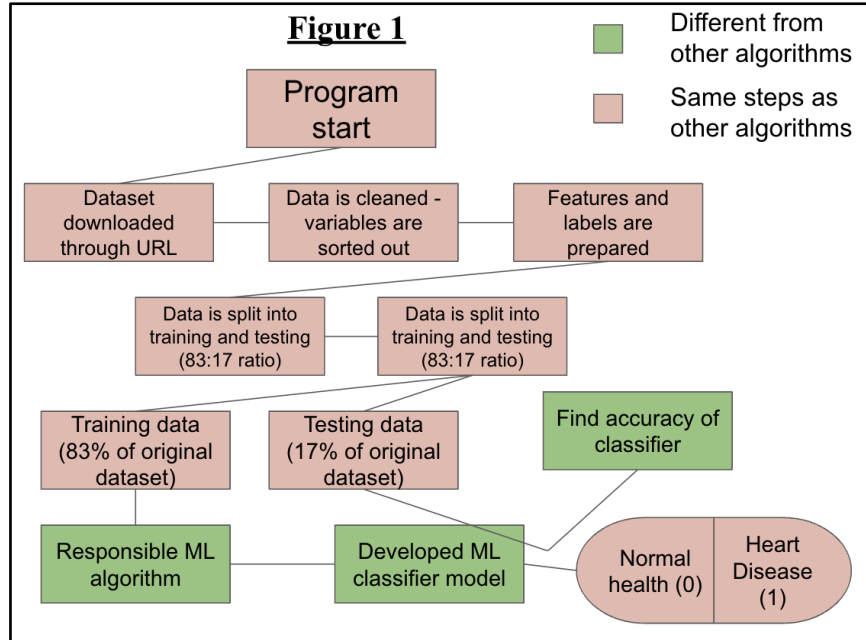 Figure 1
Different from
other algorithms
Same steps as
other algorithms
Program
start
Dataset
downloaded
through URL
Data is cleaned -
variables are
sorted out
Features and
labels are
prepared
Data is split into
training and testing
(83:17 ratio)
Data is split into
training and testing
(83:17 ratio)
Training data
(83% of original
dataset)
Testing data
(17% of original
dataset)
Find accuracy of
classifier
Responsible ML
algorithm
Developed ML
classifier model
Normal
health (0)
Heart
Disease
(1)